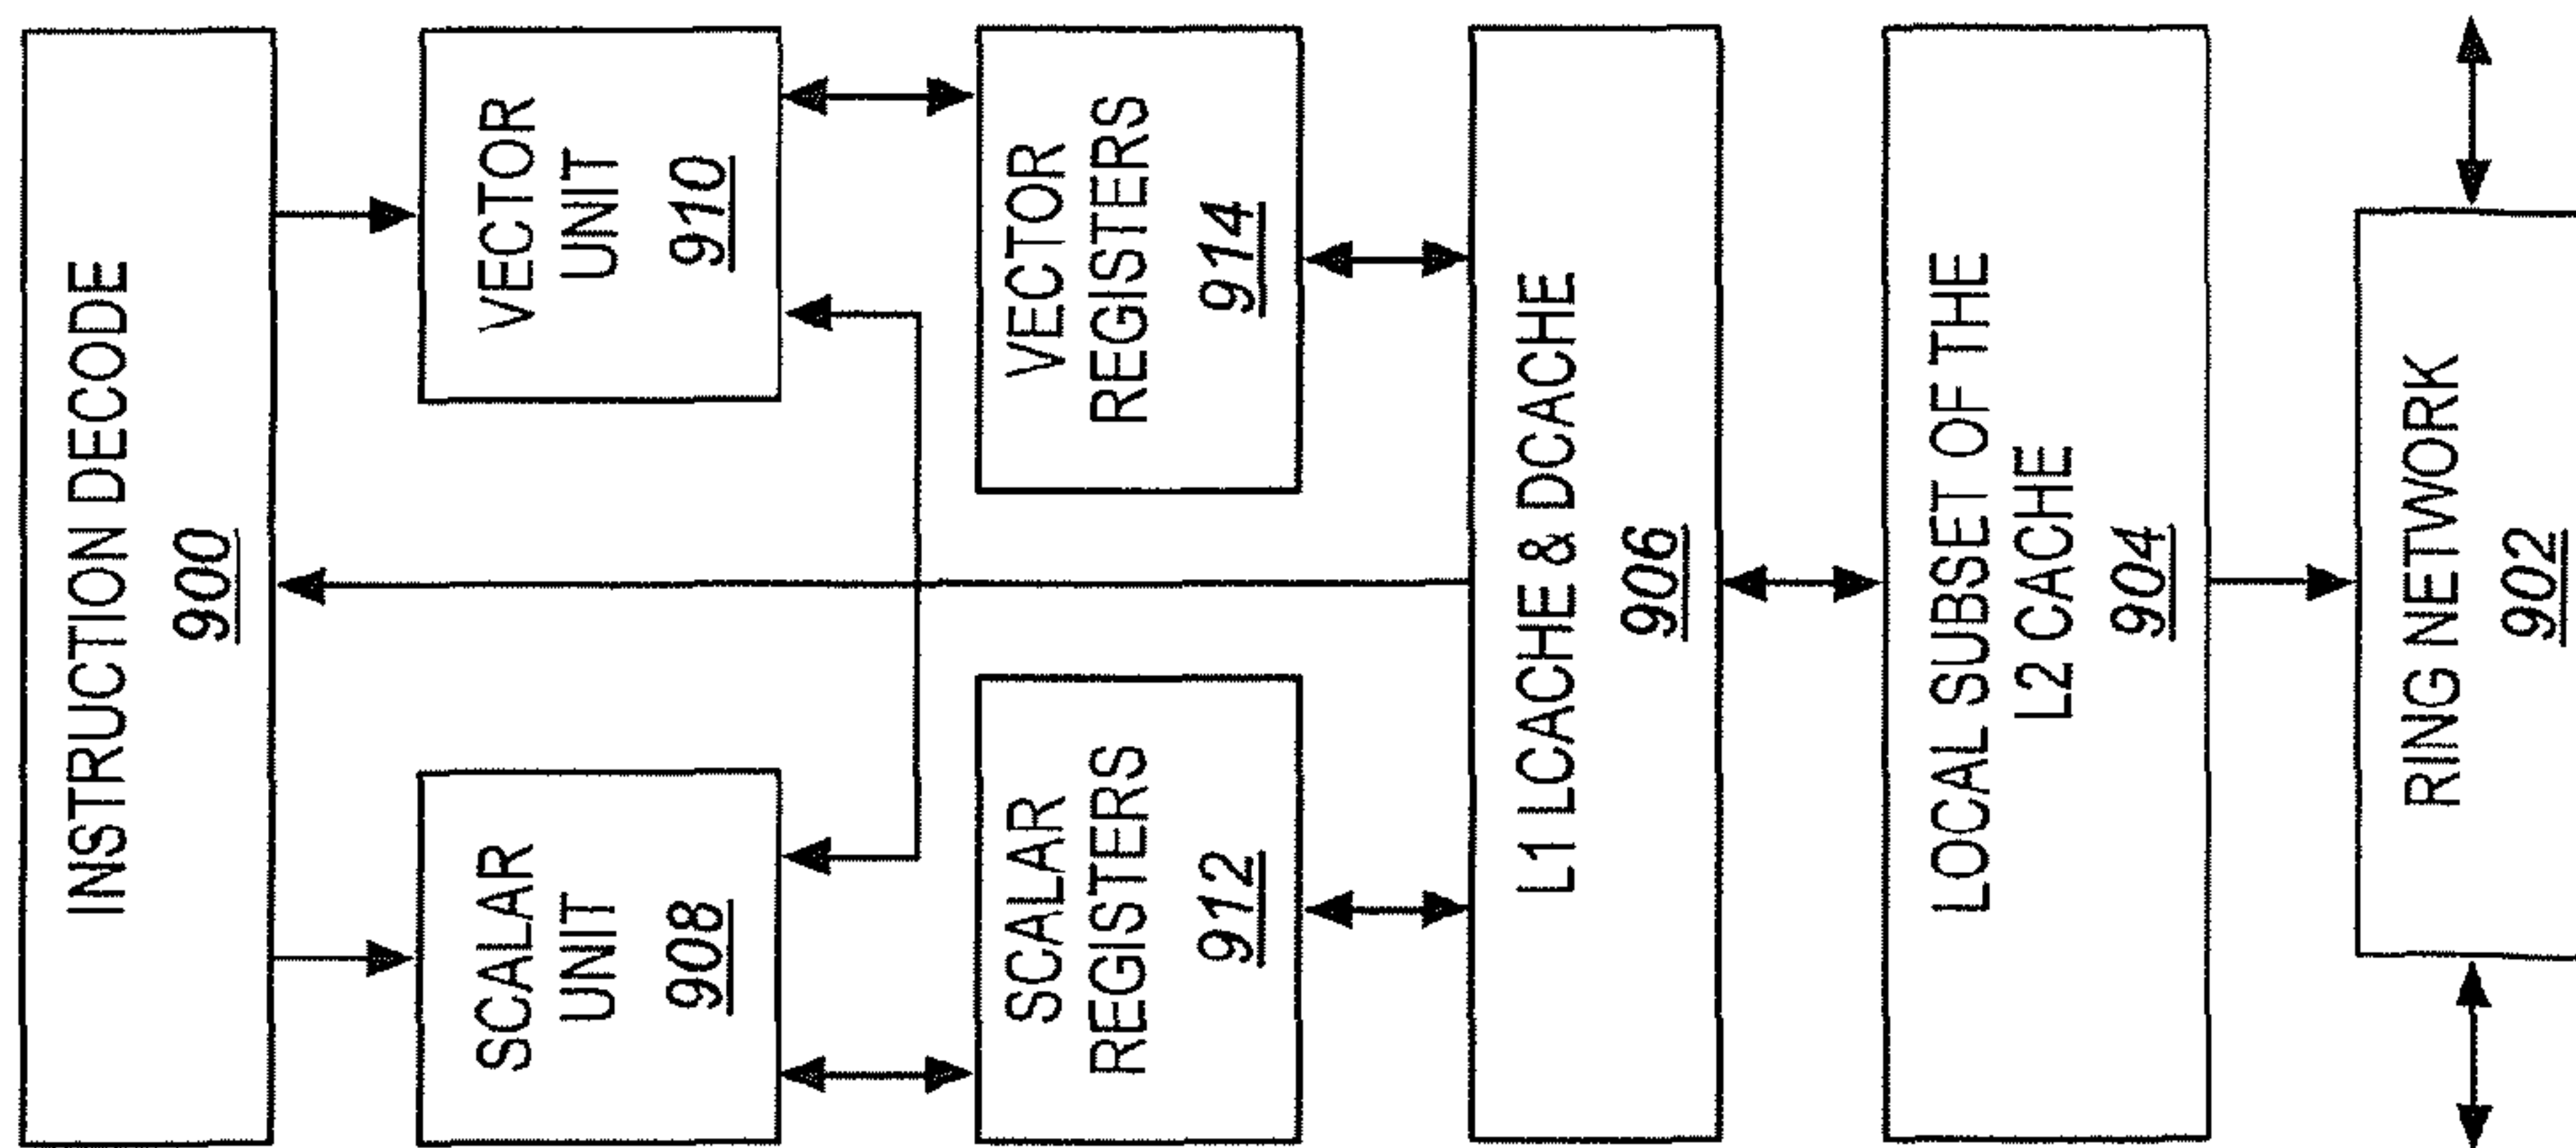 INSTRUCTION DECODE
900
SCALAR
UNIT
908
VECTOR
UNIT
910
SCALAR
REGISTERS
912
VECTOR
REGISTERS
914
L1 LCACHE & DCACHE
906
LOCAL SUBSET OF THE
L2 CACHE
904
RING NETWORK
902